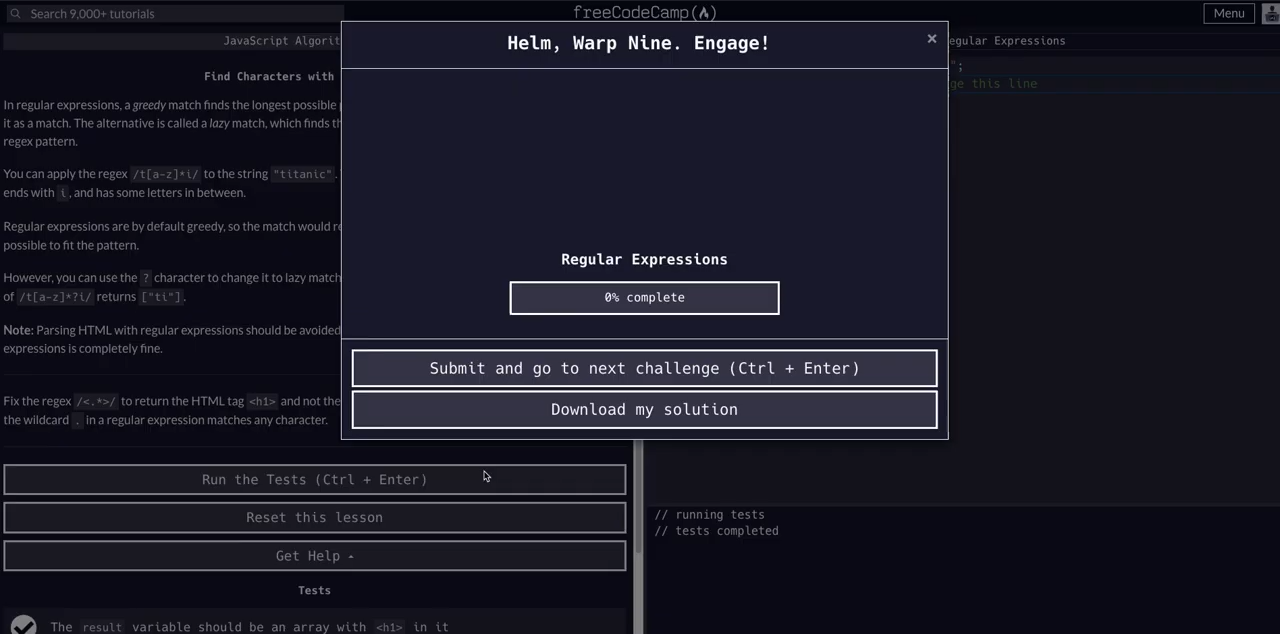 Search 9,000+ tutorials
freeCodeCamp
Menu
JavaScript Algorit
egular Expressions
Helm, Warp Nine. Engage!
";
ge this line
Find Characters with
In regular expressions, a greedy match finds the longest possible
it as a match. The alternative is called a lazy match, which finds th
regex pattern.
You can apply the regex /t[a-z]*i/ to the string "titanic".
ends with i, and has some letters in between.
Regular expressions are by default greedy, so the match would re
possible to fit the pattern.
However, you can use the ? character to change it to lazy match
of /t[a-z]*?i/ returns ["ti"].
Note: Parsing HTML with regular expressions should be avoided
expressions is completely fine.
Regular Expressions
0% complete
Submit and go to next challenge (Ctrl + Enter)
Download my solution
Fix the regex /<.*>/ to return the HTML tag <h1> and not the
the wildcard . in a regular expression matches any character.
Run the Tests (Ctrl + Enter)
Reset this lesson
Get Help
Tests
The result variable should be an array with <h1> in it
// running tests
// tests completed